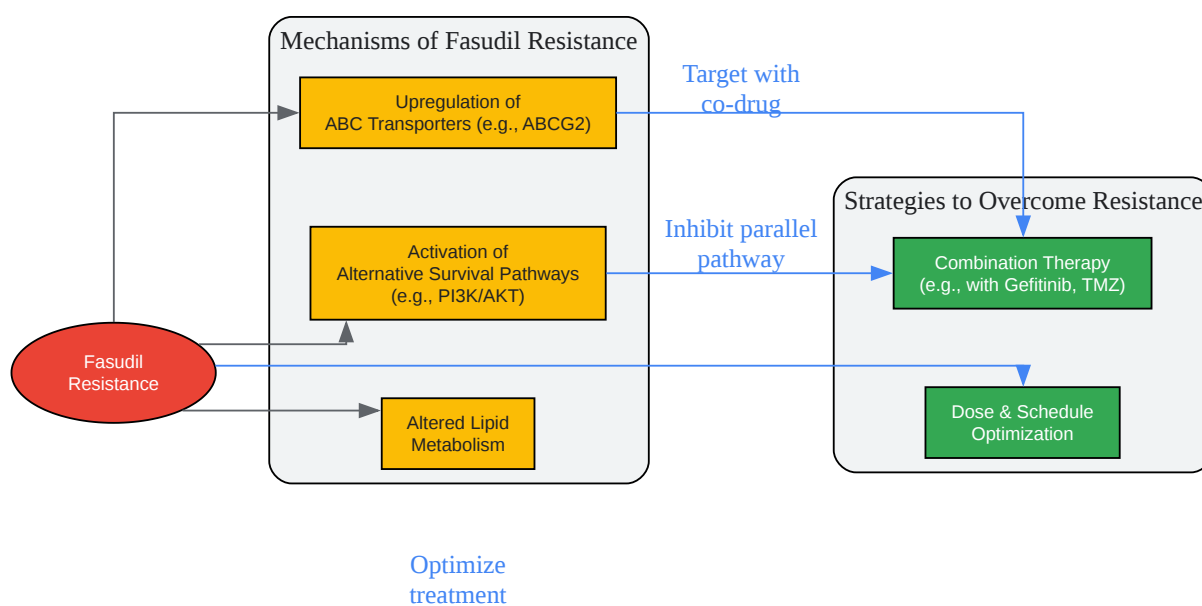 Mechanisms of Fasudil Resistance
Upregulation of
ABC Transporters (e.g., ABCG2)
Target with
co-drug
Strategies to Overcome Resistance
Activation of
Alternative Survival Pathways
(e.g., PI3K/AKT)
Inhibit parallel
pathway
Combination Therapy
(e.g., with Gefitinib, TMZ)
Fasudil
Resistance
Altered Lipid
Metabolism
Dose & Schedule
Optimization
Optimize
treatment